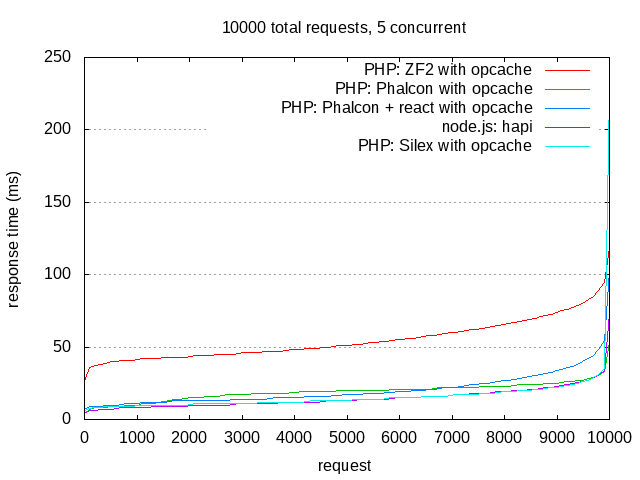 10000 total requests, 5 concurrent
250
200
150
100
50
0
response time (ms)
PHP: ZF2 with opcache
PHP: Phalcon with opcache
PHP: Phalcon + react with opcache
node.js: hapi
PHP: Silex with opcache
0 1000 2000 3000 4000 5000 6000 7000 8000 9000 10000
request